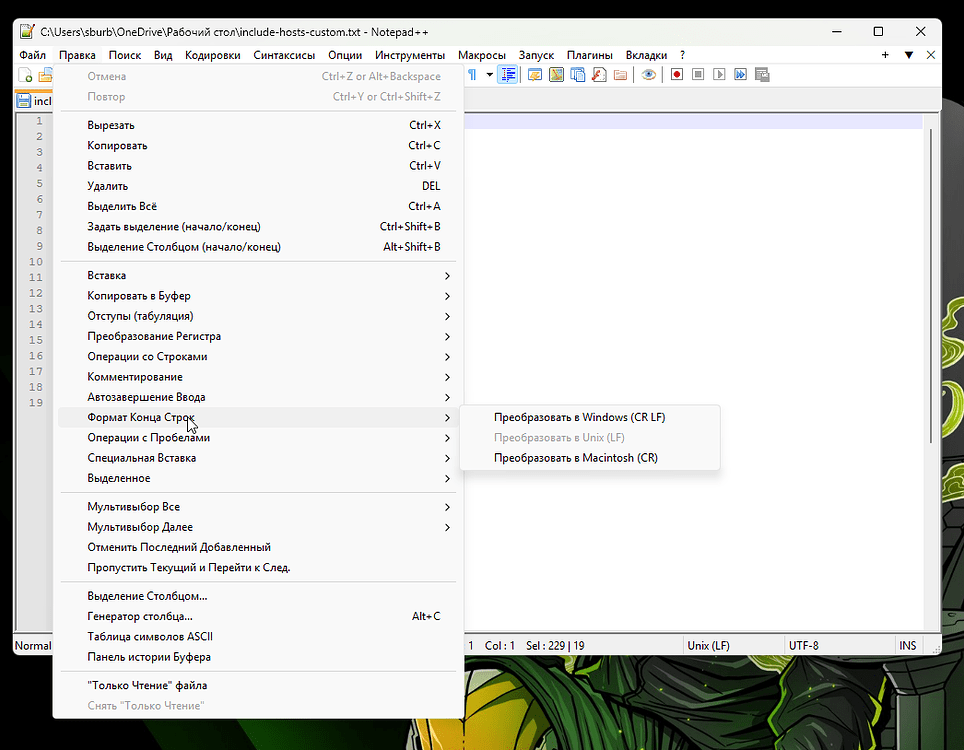 C:\Users\sburb\OneDrive\Рабочий стол\include-hosts-custom.txt - Notepad++
Файл Правка Поиск Вид Кодировки Синтаксисы Опции Инструменты Макросы Запуск Плагины Вкладки ?
incl
Отмена Ctrl+Z or Alt+Backspace
Повтор Ctrl+Y or Ctrl+Shift+Z
Вырезать Ctrl+X
Копировать Ctrl+C
Вставить Ctrl+V
Удалить DEL
Выделить Всё Ctrl+A
Задать выделение (начало/конец) Ctrl+Shift+B
Выделение Столбцом (начало/конец) Alt+Shift+B
Вставка
Копировать в Буфер
Отступы (табуляция)
Преобразование Регистра
Операции со Строками
Комментирование
Автозавершение Ввода
Формат Конца Строк
Операции с Пробелами
Специальная Вставка
Выделенное
Мультивыбор Все
Мультивыбор Далее
Отменить Последний Добавленный
Пропустить Текущий и Перейти к След.
Выделение Столбцом...
Генератор столбца... Alt+C
Таблица символов ASCII
Панель истории Буфера
"Только Чтение" файла
Снять "Только Чтение"
Преобразовать в Windows (CR LF)
Преобразовать в Unix (LF)
Преобразовать в Macintosh (CR)
1
2
3
4
5
6
7
8
9
10
11
12
13
14
15
16
17
18
19
Normal 1 Col : 1 Sel : 229 | 19 Unix (LF) UTF-8 INS